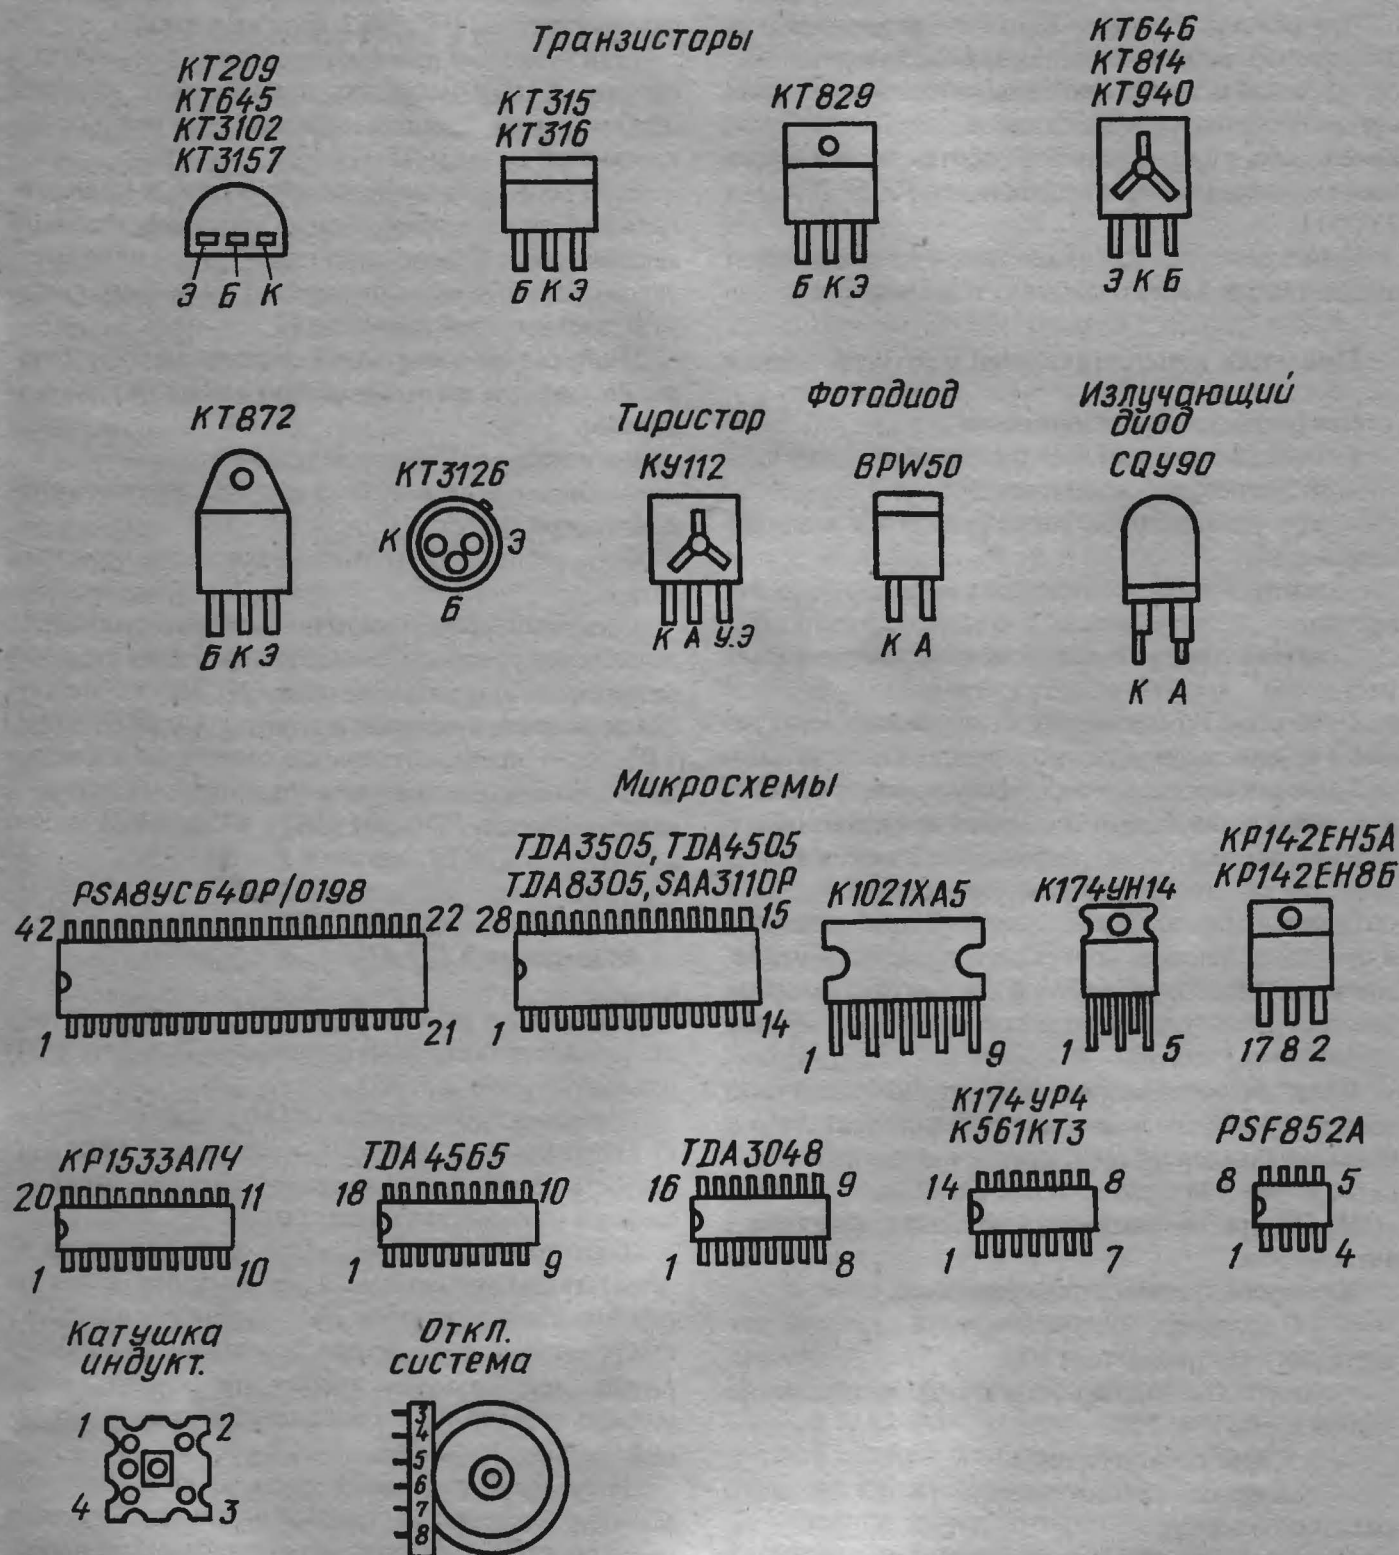 Транзисторы
КТ209
КТ645
КТ3102
КТ3157
Э Б К
КТ315
КТ316
Б К Э
КТ829
Б К Э
КТ646
КТ814
КТ940
Э К Б
КТ872
Б К Э
КТ3126
К Э
Б
Тиристор
КУ112
К А У.Э
Фотодиод
BPW50
К А
Излучающий
диод
CQY90
К А
Микросхемы
PSA8УC640P/0198
42 22
1 21
TDA3505, TDA4505
TDA8305, SAA3110P
28 15
1 14
К1021ХА5
1 9
К174УН14
1 5
КР142ЕН5А
КР142ЕН8Б
17 8 2
КР1533АПЧ
20 11
1 10
TDA4565
18 10
1 9
TDA3048
16 9
1 8
К174УР4
К561КТ3
14 8
1 7
PSF852A
8 5
1 4
Катушка
индукт.
1 2
4 3
Откл.
система
3
4
5
6
7
8